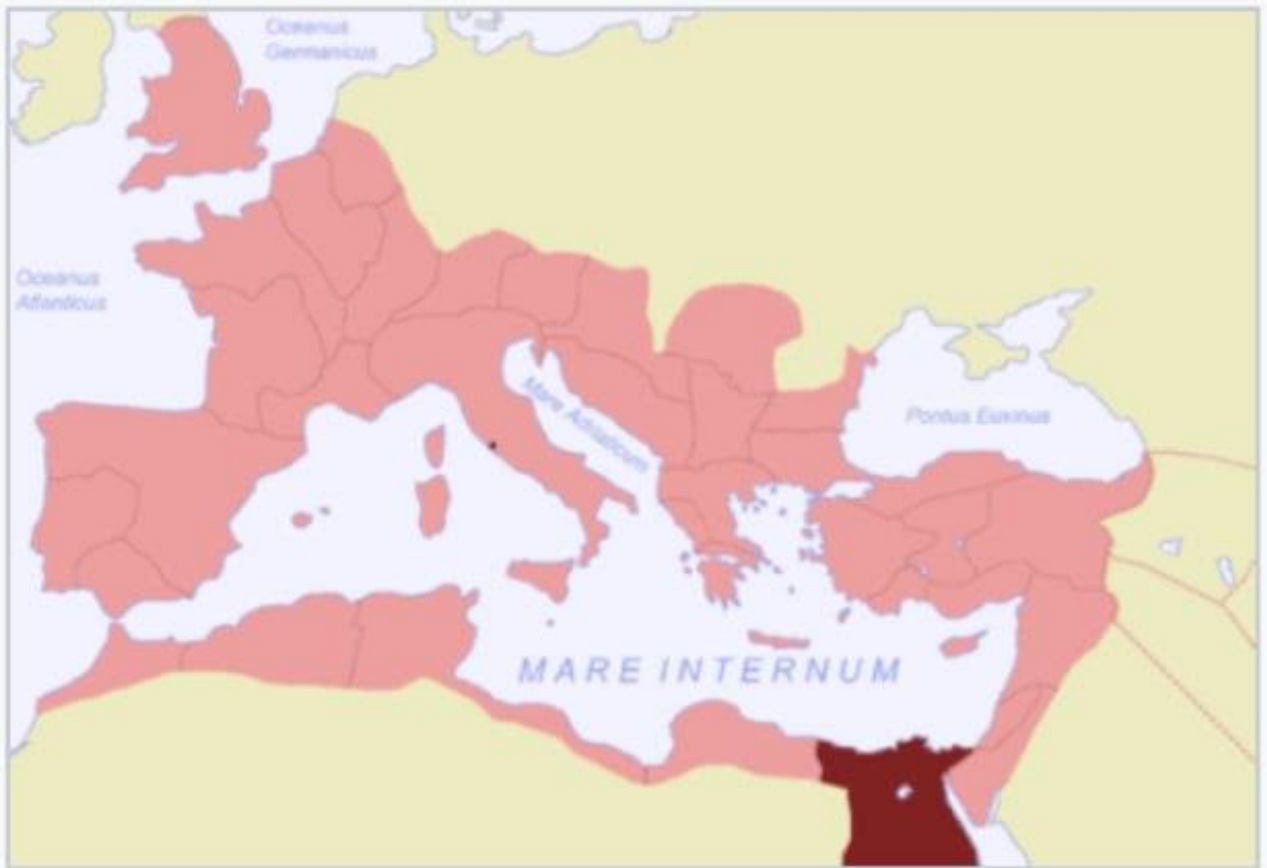 Oceanus
Germanicus
Oceanus
Atlanticus
Mare Adriaticum
Pontus Euxinus
MARE INTERNUM